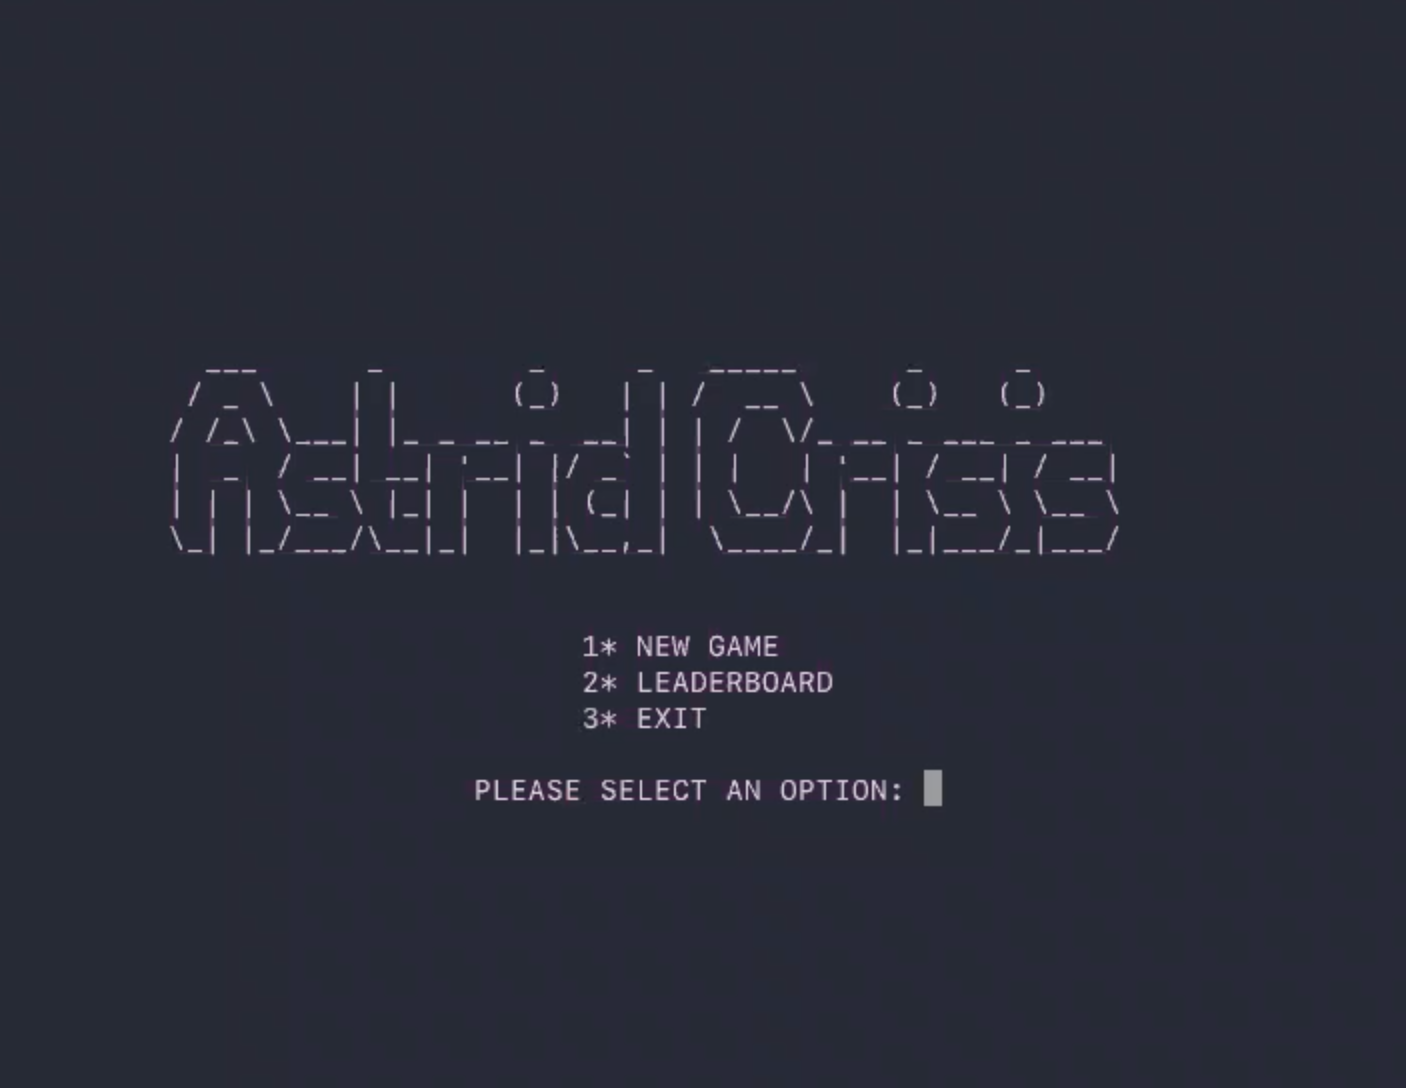 Astrid Crisis
1* NEW GAME
2* LEADERBOARD
3* EXIT
PLEASE SELECT AN OPTION: